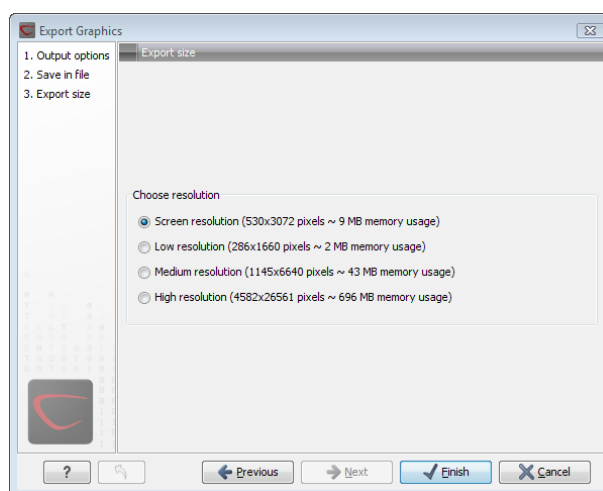 Export Graphics
1. Output options
2. Save in file
3. Export size
Export size
Choose resolution
Screen resolution (530x3072 pixels ~ 9 MB memory usage)
Low resolution (286x1660 pixels ~ 2 MB memory usage)
Medium resolution (1145x6640 pixels ~ 43 MB memory usage)
High resolution (4582x26561 pixels ~ 696 MB memory usage)
?
Previous
Next
Finish
Cancel